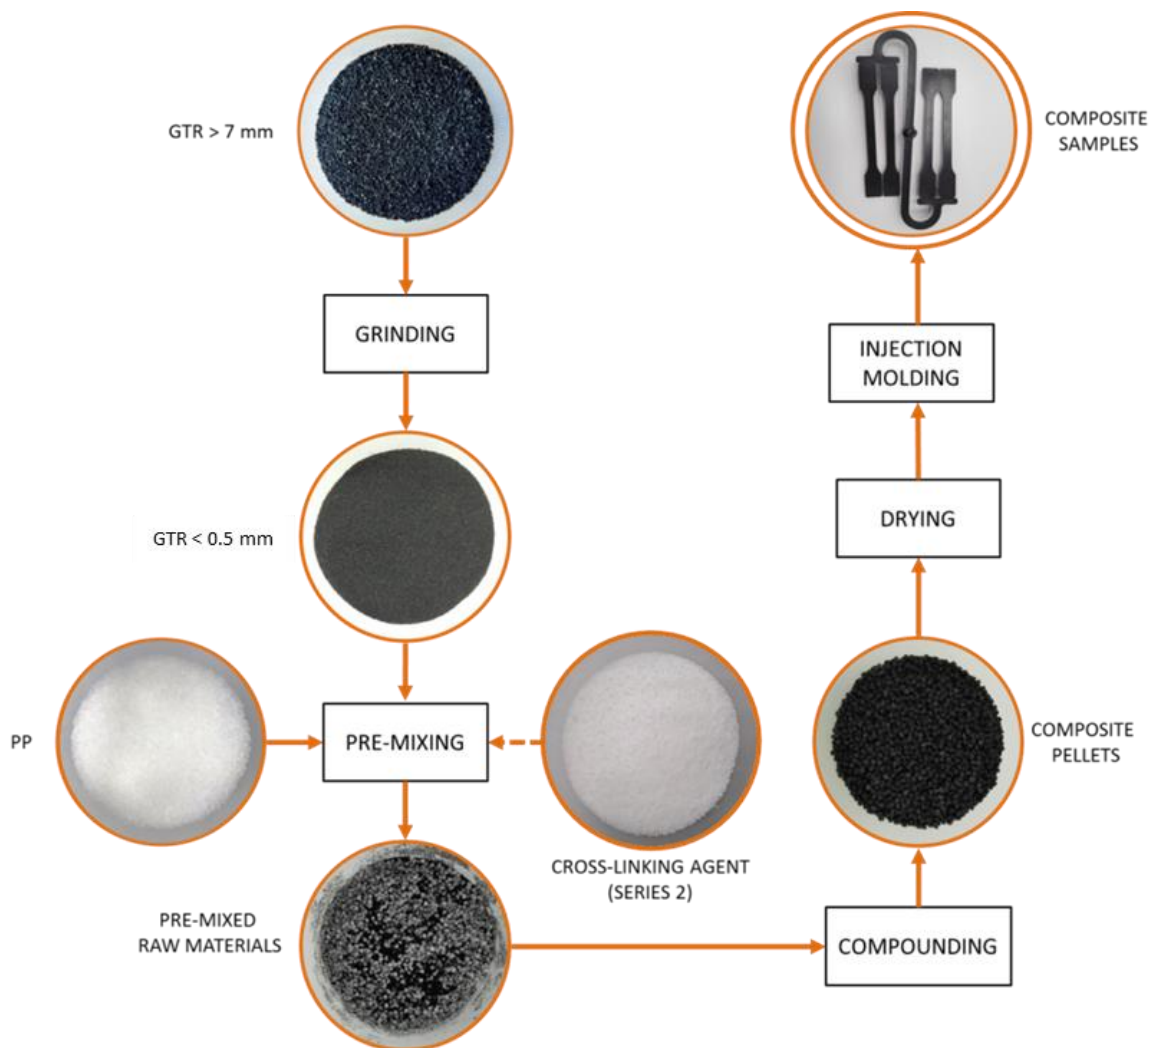 GTR > 7 mm
GRINDING
GTR < 0.5 mm
PP
PRE-MIXING
CROSS-LINKING AGENT
(SERIES 2)
PRE-MIXED
RAW MATERIALS
COMPOUNDING
COMPOSITE
PELLETS
DRYING
INJECTION
MOLDING
COMPOSITE
SAMPLES